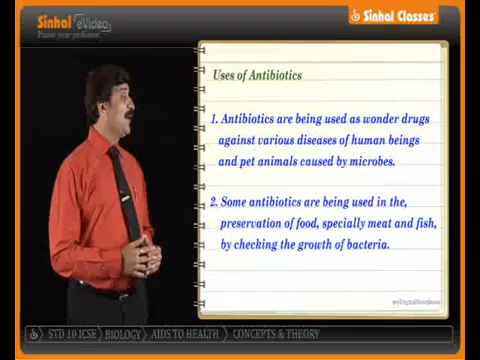 Sinhal eVideo
Sinhal Classes
Uses of Antibiotics
1. Antibiotics are being used as wonder drugs
against various diseases of human beings
and pet animals caused by microbes.
2. Some antibiotics are being used in the,
preservation of food, specially meat and fish,
by checking the growth of bacteria.
STD 10 ICSE BIOLOGY AIDS TO HEALTH CONCEPTS & THEORY